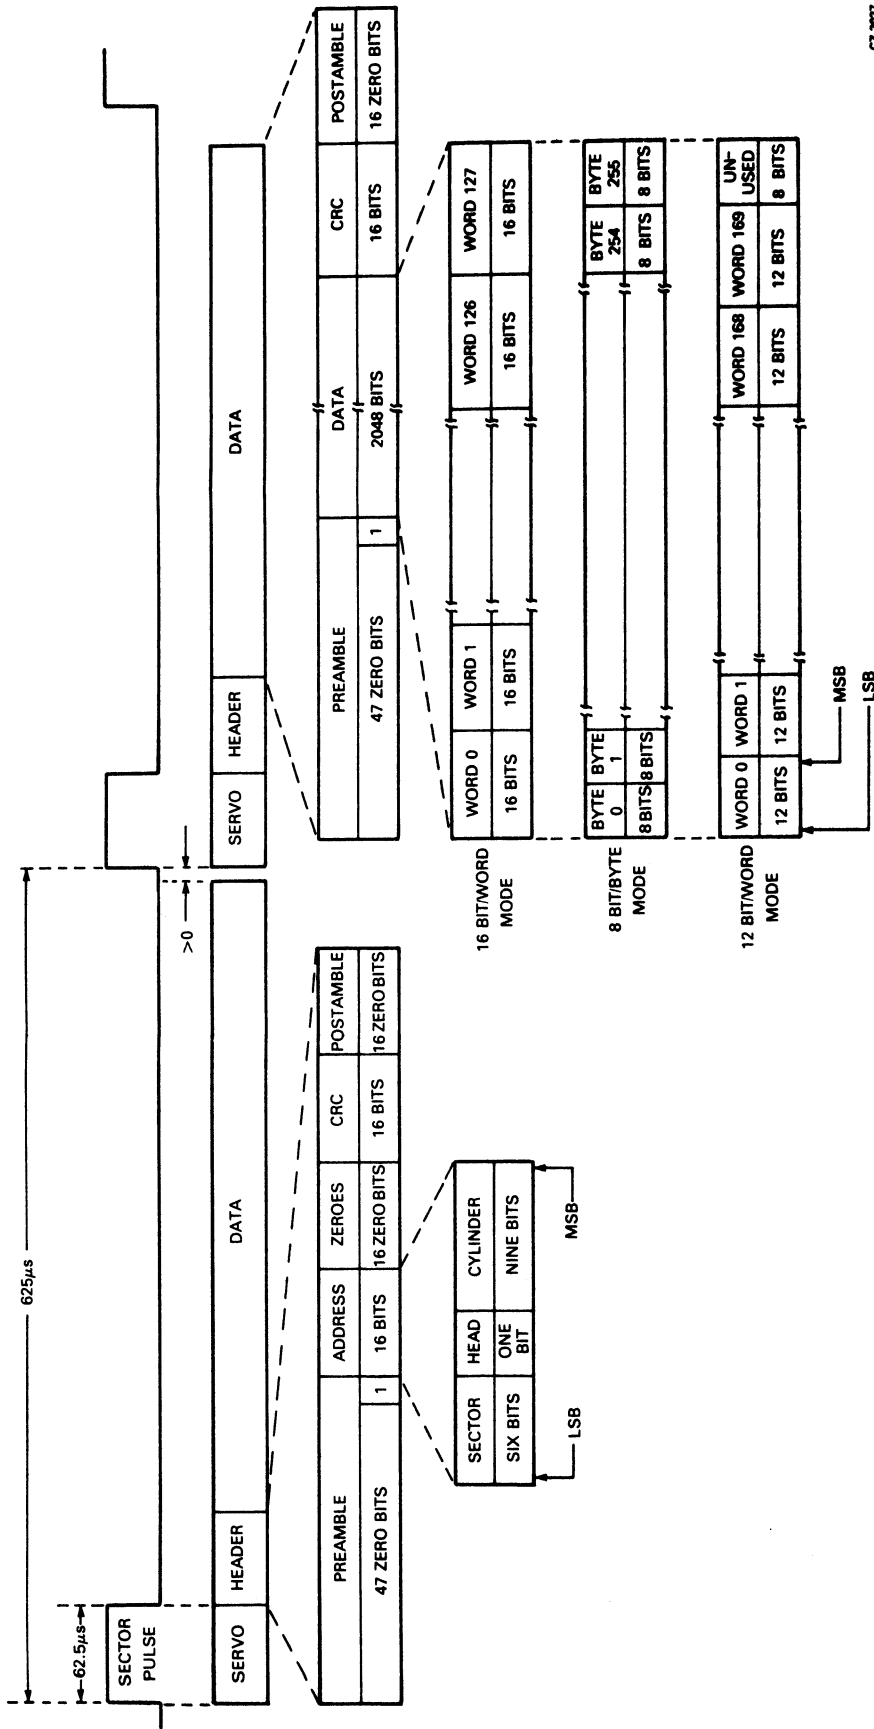 625μs
62.5μs
SECTOR
PULSE
>0
SERVO
HEADER
DATA
SERVO
HEADER
DATA
PREAMBLE
ADDRESS
ZEROES
CRC
POSTAMBLE
47 ZERO BITS
1
16 BITS
16 ZERO BITS
16 BITS
16 ZERO BITS
SECTOR
HEAD
CYLINDER
SIX BITS
ONE
BIT
NINE BITS
LSB
MSB
PREAMBLE
DATA
CRC
POSTAMBLE
47 ZERO BITS
1
2048 BITS
16 BITS
16 ZERO BITS
16 BIT/WORD
MODE
WORD 0
WORD 1
WORD 126
WORD 127
16 BITS
16 BITS
16 BITS
16 BITS
8 BIT/BYTE
MODE
BYTE
0
BYTE
1
BYTE
254
BYTE
255
8 BITS
8 BITS
8 BITS
8 BITS
12 BIT/WORD
MODE
WORD 0
WORD 1
WORD 168
WORD 169
UN-
USED
12 BITS
12 BITS
12 BITS
12 BITS
8 BITS
MSB
LSB